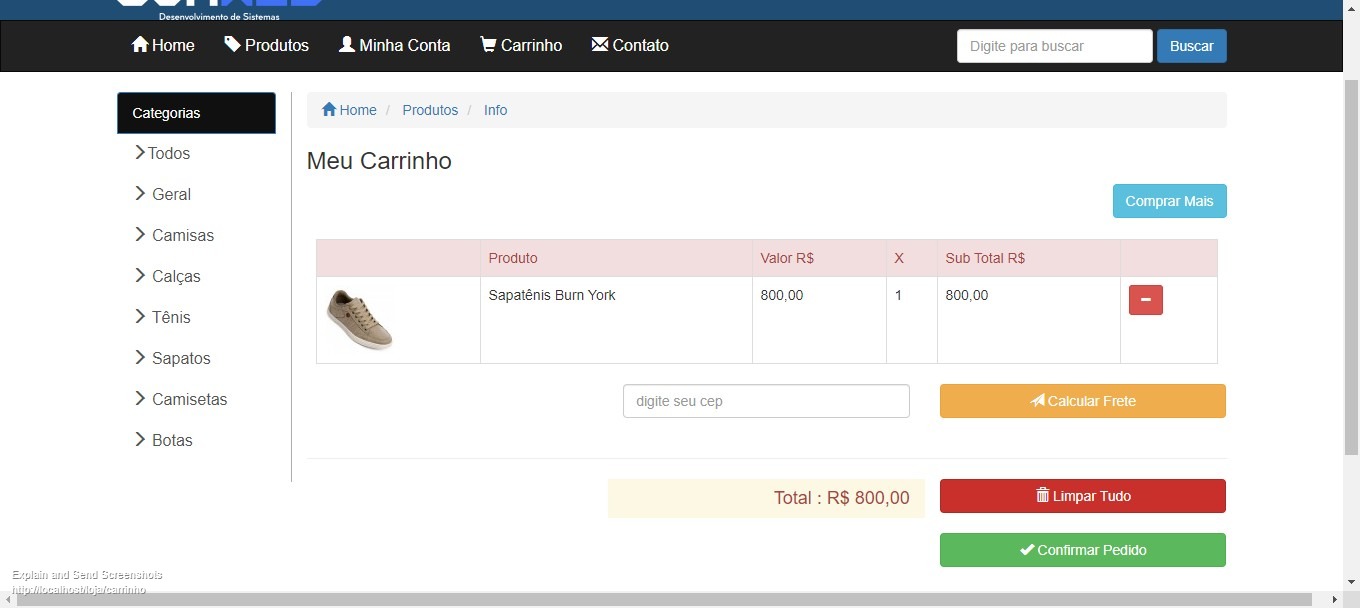 Desenvolvimento de Sistemas
Home Produtos Minha Conta Carrinho Contato Digite para buscar Buscar
Categorias
Todos
Geral
Camisas
Calças
Tênis
Sapatos
Camisetas
Botas
Home / Produtos / Info
Meu Carrinho
Comprar Mais
Produto Valor R$ X Sub Total R$
Sapatênis Burn York 800,00 1 800,00
digite seu cep Calcular Frete
Total : R$ 800,00 Limpar Tudo
Confirmar Pedido
Explain and Send Screenshots
http://localhost/loja/carrinho